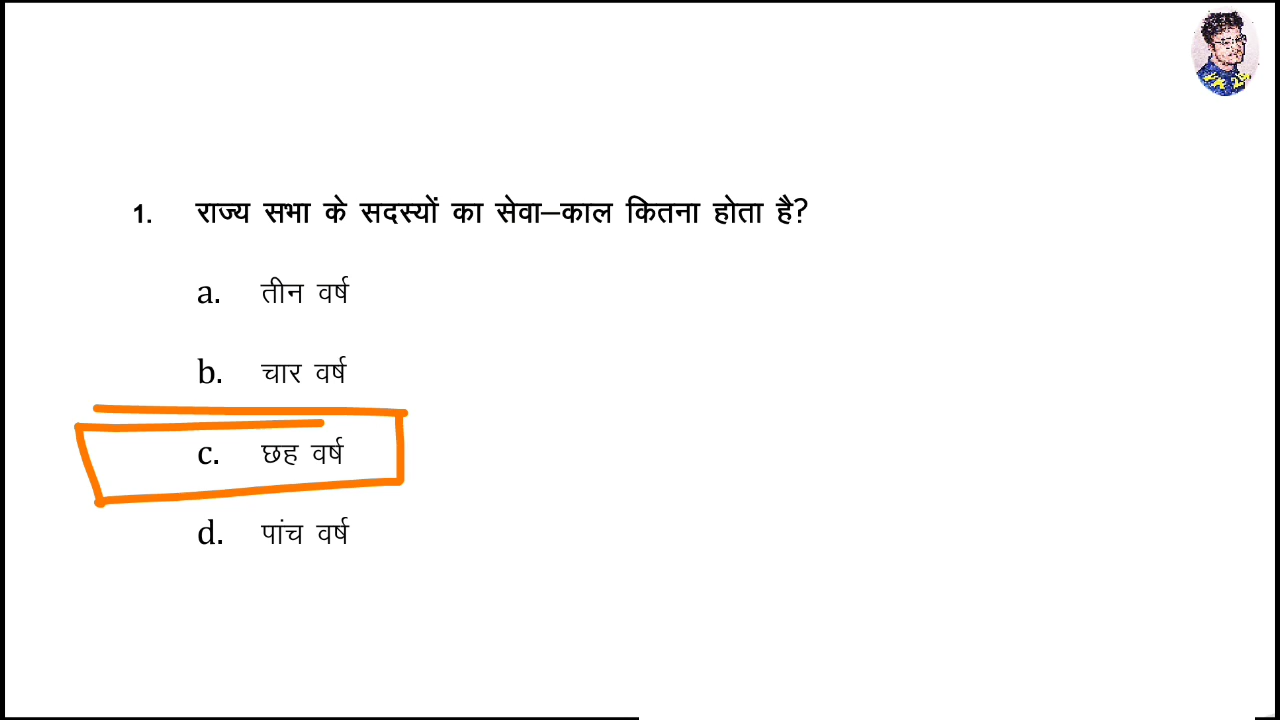 1. राज्य सभा के सदस्यों का सेवा–काल कितना होता है?
a. तीन वर्ष
b. चार वर्ष
c. छह वर्ष
d. पांच वर्ष